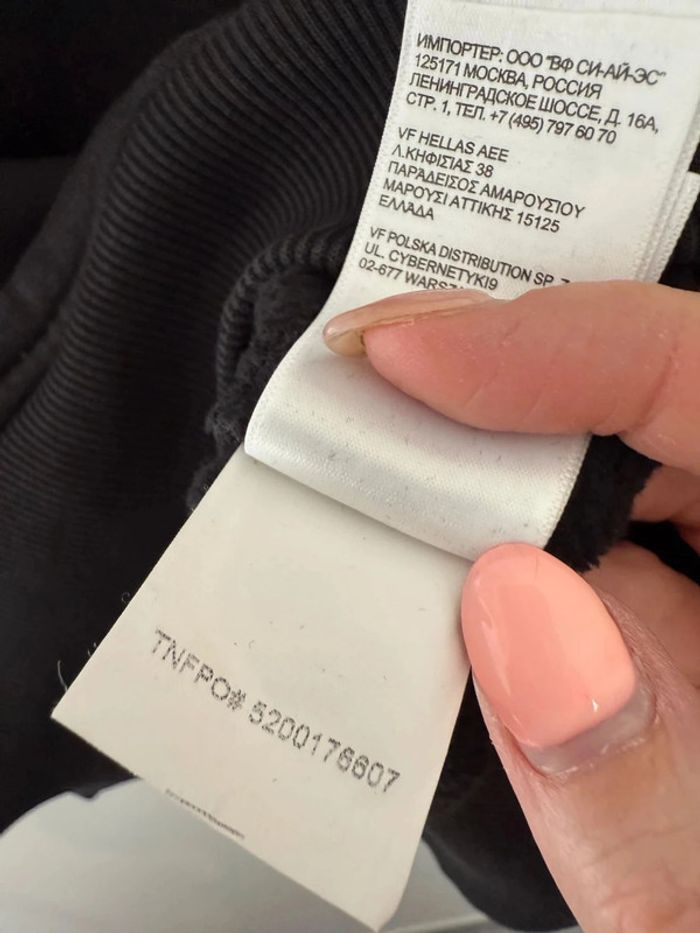 ИМПОРТЕР: ООО "ВФ СИ-АЙ-ЭС"
125171 МОСКВА, РОССИЯ
ЛЕНИНГРАДСКОЕ ШОССЕ, Д. 16А,
СТР. 1, ТЕЛ. +7 (495) 797 60 70
VF HELLAS AEE
Λ.ΚΗΦΙΣΙΑΣ 38
ΠΑΡΑΔΕΙΣΟΣ ΑΜΑΡΟΥΣΙΟΥ
ΜΑΡΟΥΣΙ ΑΤΤΙΚΗΣ 15125
ΕΛΛΑΔΑ
VF POLSKA DISTRIBUTION SP.
UL. CYBERNETYKI9
02-677
TNFPO# 5200176607